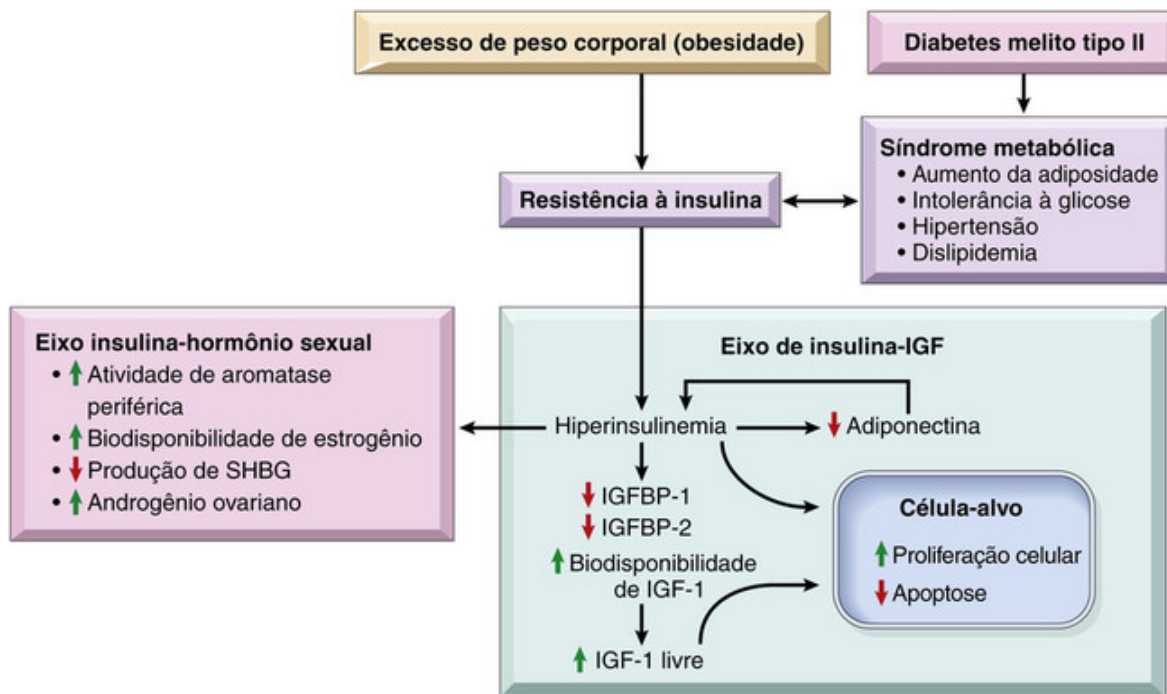 Excesso de peso corporal (obesidade)
Diabetes melito tipo II
Síndrome metabólica
• Aumento da adiposidade
• Intolerância à glicose
• Hipertensão
• Dislipidemia
Resistência à insulina
Eixo insulina-hormônio sexual
• ↑ Atividade de aromatase
periférica
• ↑ Biodisponibilidade de estrogênio
• ↓ Produção de SHBG
• ↑ Androgênio ovariano
Eixo de insulina-IGF
Hiperinsulinemia
↓ Adiponectina
↓ IGFBP-1
↓ IGFBP-2
↑ Biodisponibilidade
de IGF-1
↑ IGF-1 livre
Célula-alvo
↑ Proliferação celular
↓ Apoptose